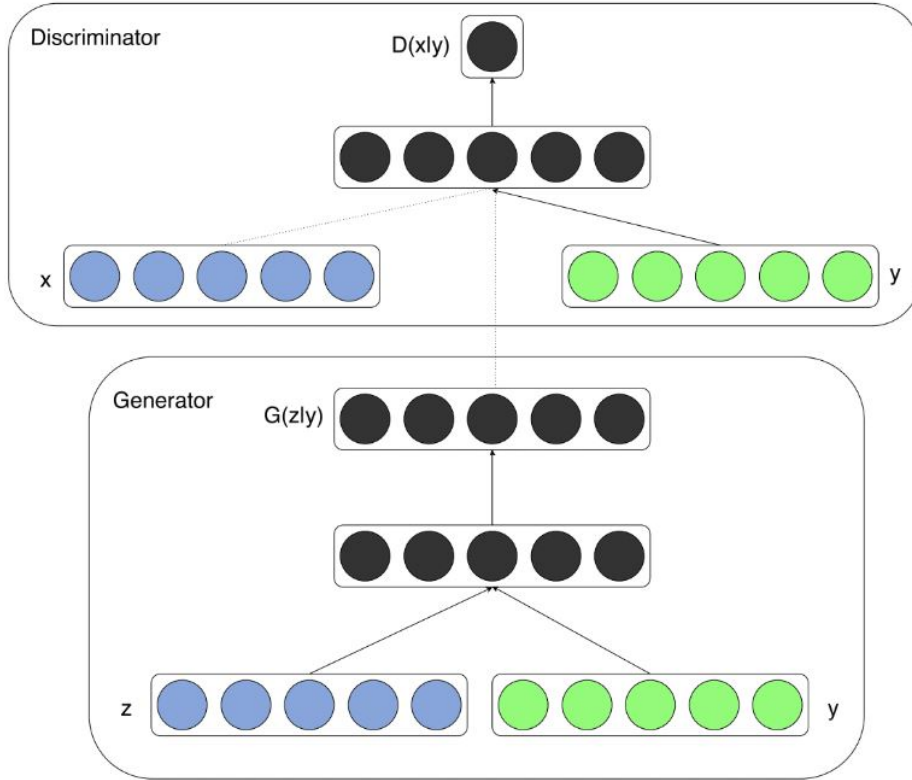 Discriminator
D(x|y)
x
y
Generator
G(z|y)
z
y